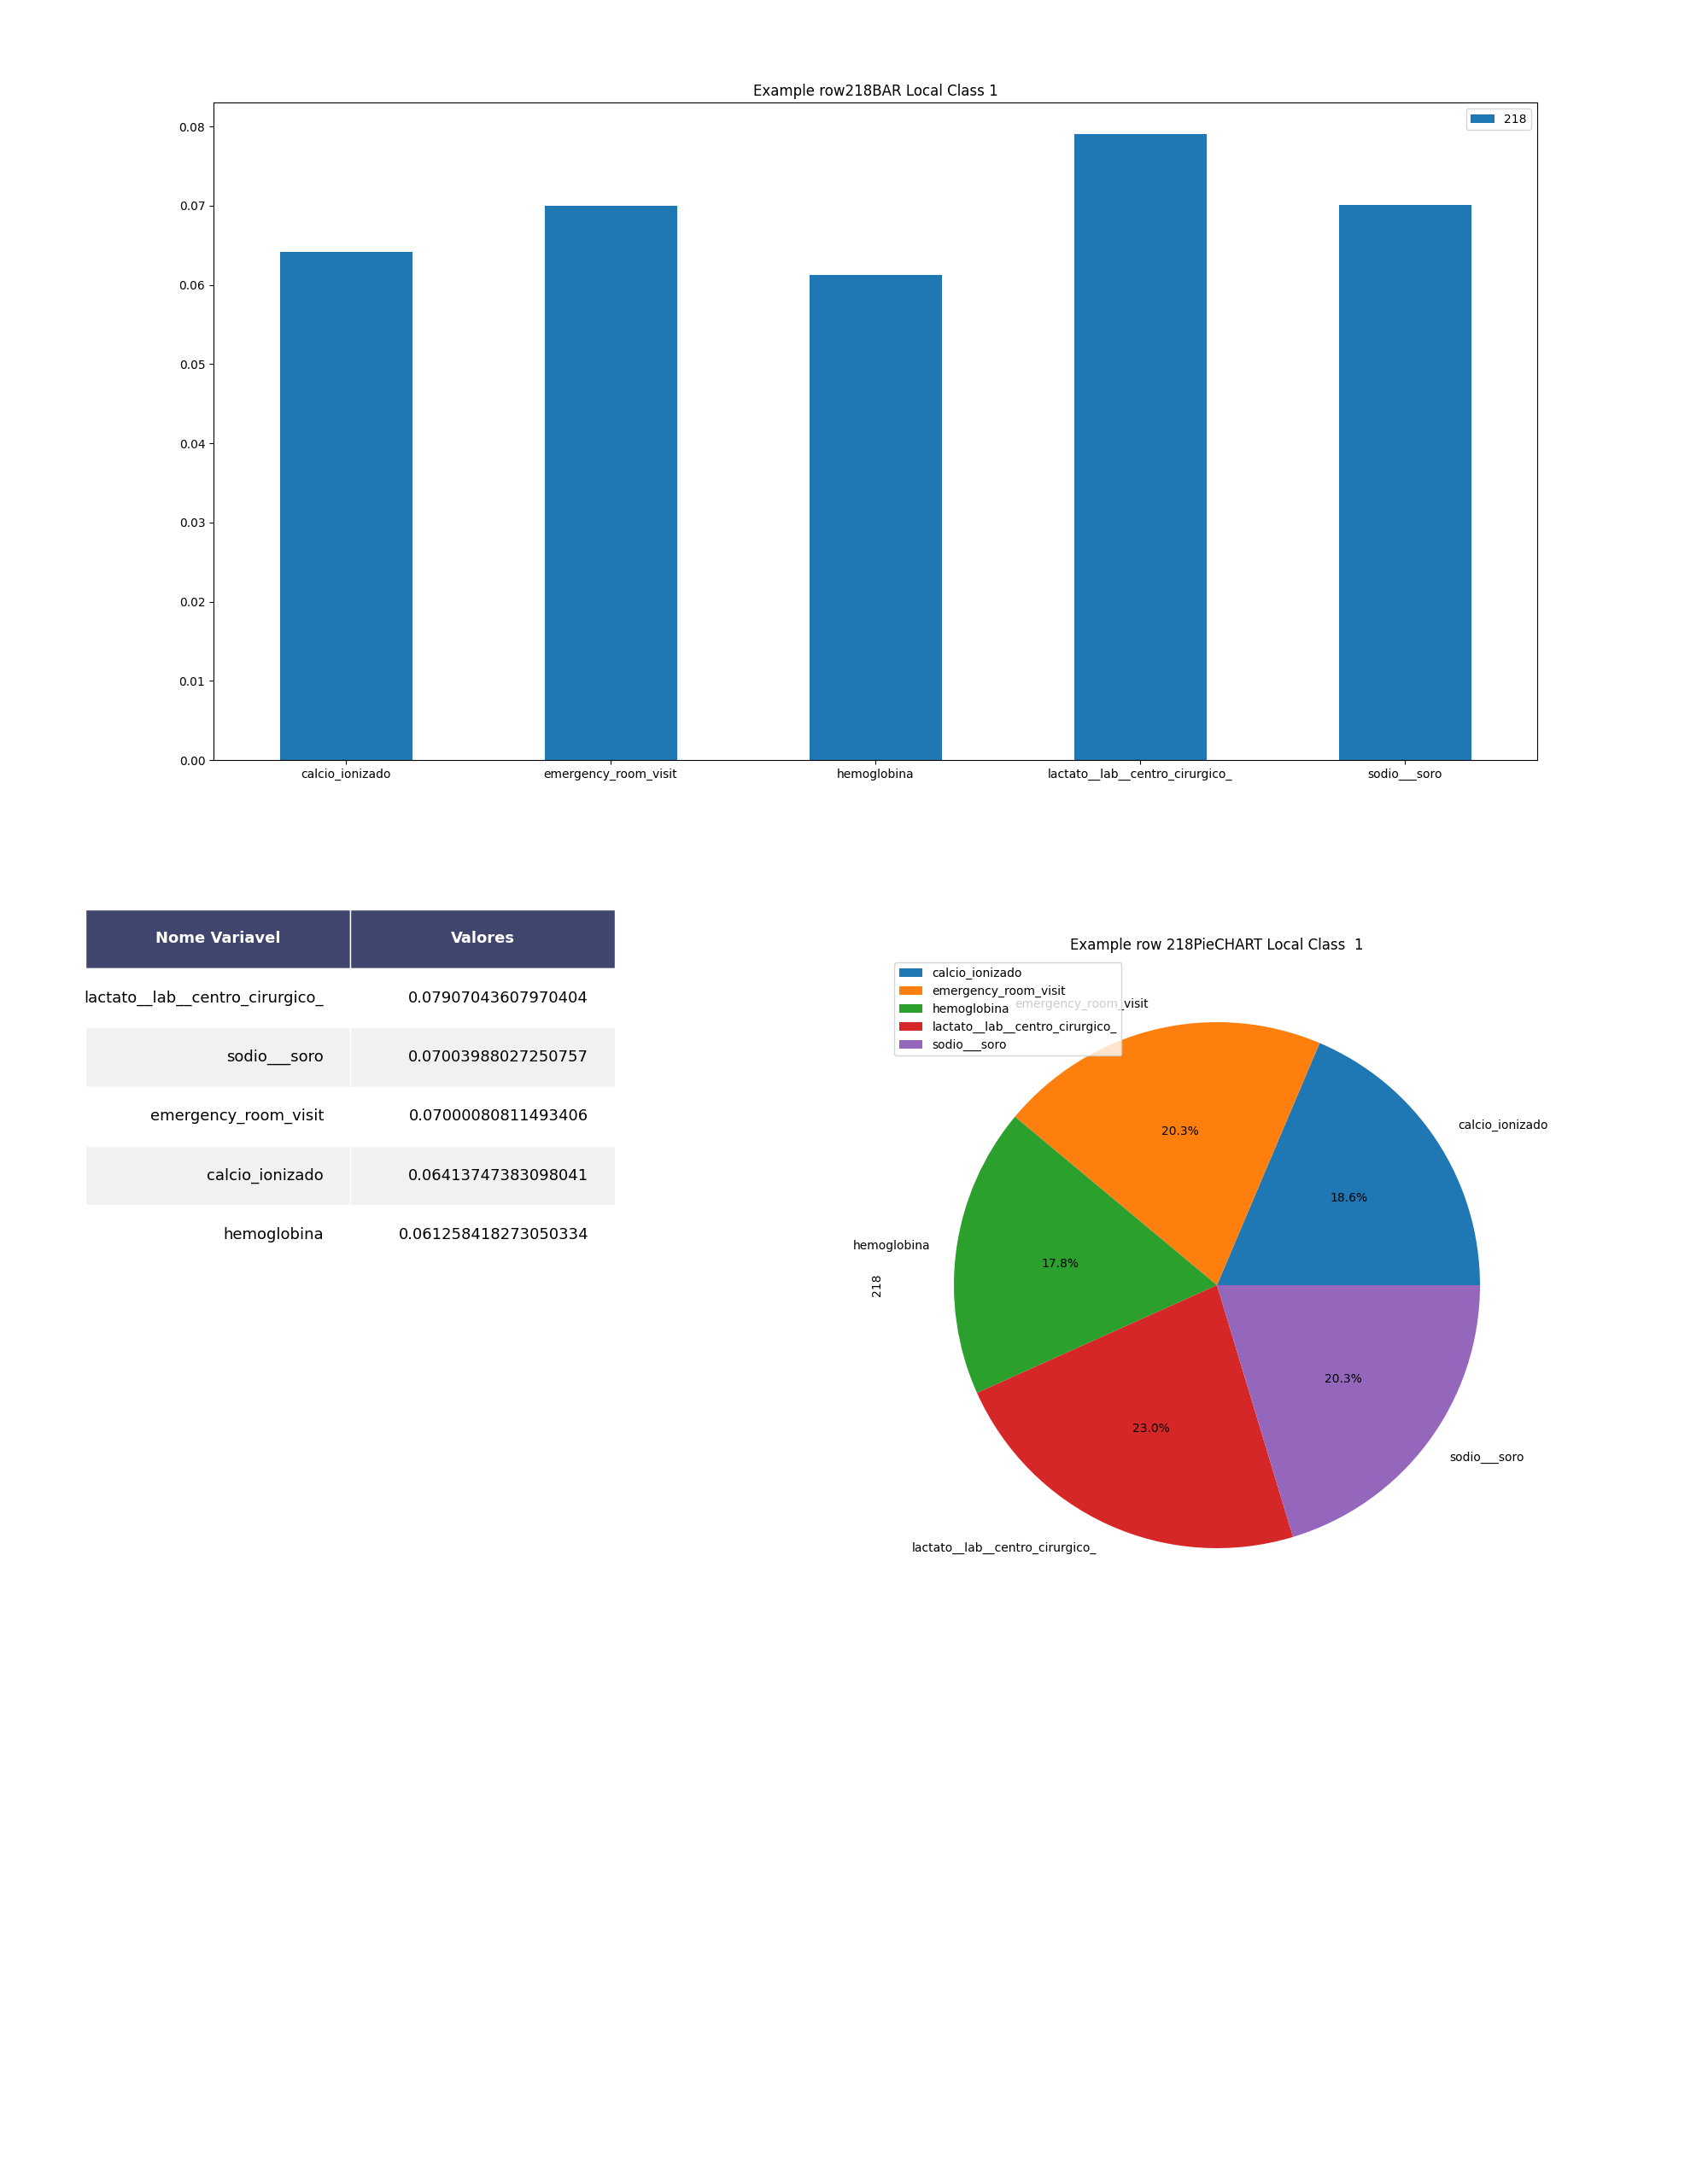 Example row218BAR Local Class 1
218
0.08
0.07
0.06
0.05
0.04
0.03
0.02
0.01
0.00
calcio_ionizado
emergency_room_visit
hemoglobina
lactato__lab__centro_cirurgico_
sodio___soro
Nome Variavel Valores
lactato__lab__centro_cirurgico_ 0.07907043607970404
sodio___soro 0.07003988027250757
emergency_room_visit 0.07000080811493406
calcio_ionizado 0.06413747383098041
hemoglobina 0.061258418273050334
Example row 218PieCHART Local Class  1
calcio_ionizado
emergency_room_visit
hemoglobina
lactato__lab__centro_cirurgico_
sodio___soro
emergency_room_visit
calcio_ionizado
20.3%
18.6%
hemoglobina
17.8%
218
20.3%
23.0%
sodio___soro
lactato__lab__centro_cirurgico_